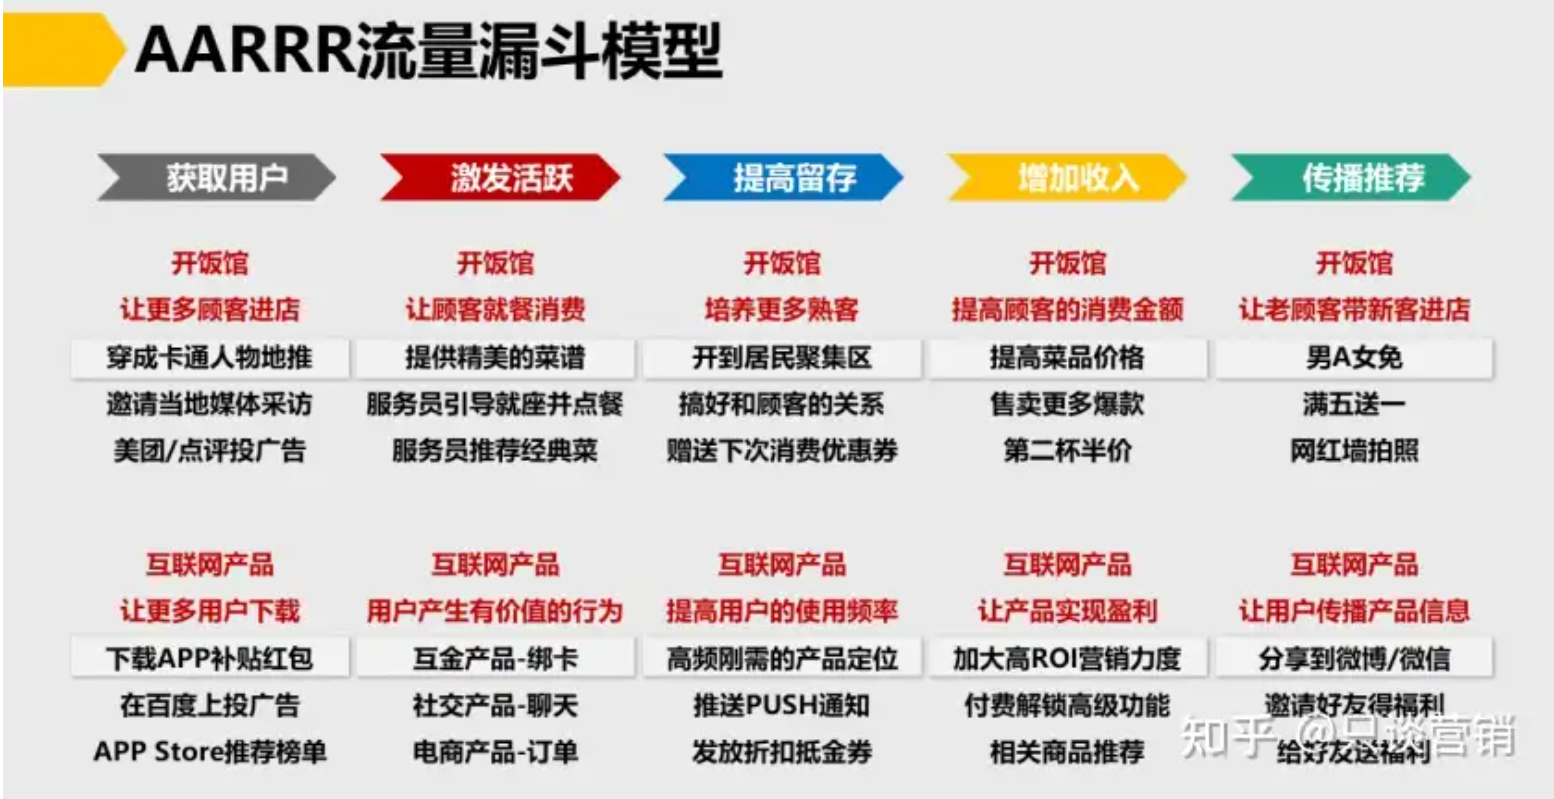 AARRR流量漏斗模型
获取用户 激发活跃 提高留存 增加收入 传播推荐
开饭馆 开饭馆 开饭馆 开饭馆 开饭馆
让更多顾客进店 让顾客就餐消费 培养更多熟客 提高顾客的消费金额 让老顾客带新客进店
穿成卡通人物地推 提供精美的菜谱 开到居民聚集区 提高菜品价格 男A女免
邀请当地媒体采访 服务员引导就座并点餐 搞好和顾客的关系 售卖更多爆款 满五送一
美团/点评投广告 服务员推荐经典菜 赠送下次消费优惠券 第二杯半价 网红墙拍照
互联网产品 互联网产品 互联网产品 互联网产品 互联网产品
让更多用户下载 用户产生有价值的行为 提高用户的使用频率 让产品实现盈利 让用户传播产品信息
下载APP补贴红包 互金产品-绑卡 高频刚需的产品定位 加大高ROI营销力度 分享到微博/微信
在百度上投广告 社交产品-聊天 推送PUSH通知 付费解锁高级功能 邀请好友得福利
APP Store推荐榜单 电商产品-订单 发放折扣抵金券 相关商品推荐 给好友送福利
知乎 @只谈营销